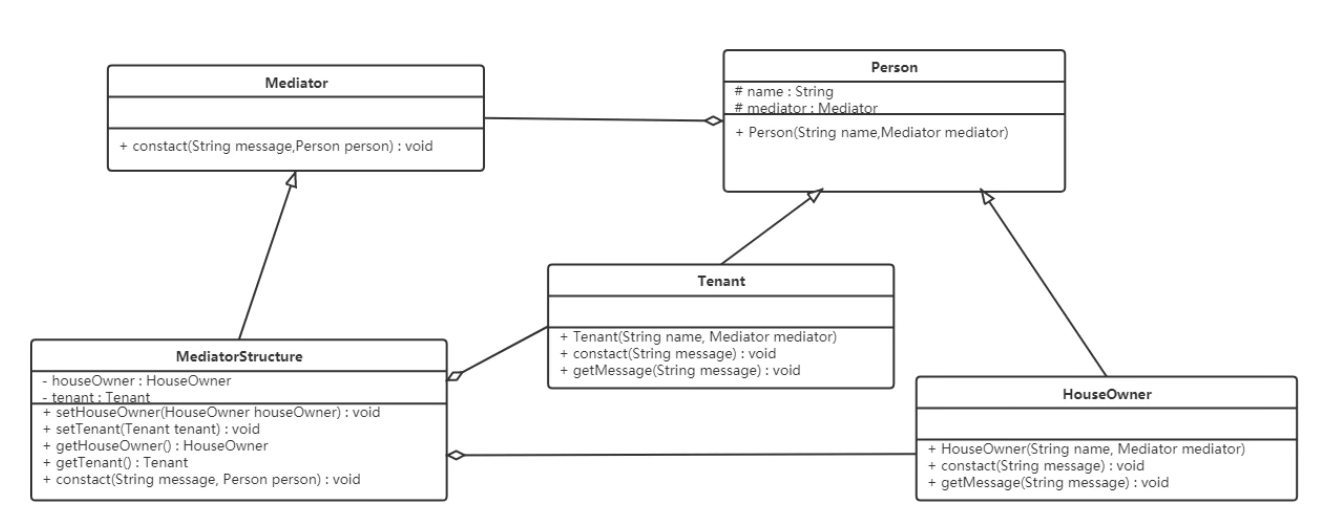 Mediator
+ constact(String message,Person person) : void
Person
# name : String
# mediator : Mediator
+ Person(String name,Mediator mediator)
Tenant
+ Tenant(String name, Mediator mediator)
+ constact(String message) : void
+ getMessage(String message) : void
MediatorStructure
- houseOwner : HouseOwner
- tenant : Tenant
+ setHouseOwner(HouseOwner houseOwner) : void
+ setTenant(Tenant tenant) : void
+ getHouseOwner() : HouseOwner
+ getTenant() : Tenant
+ constact(String message, Person person) : void
HouseOwner
+ HouseOwner(String name, Mediator mediator)
+ constact(String message) : void
+ getMessage(String message) : void